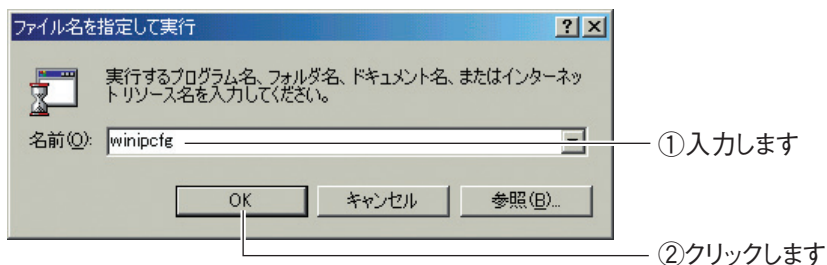 ファイル名を指定して実行
実行するプログラム名、フォルダ名、ドキュメント名、またはインターネッ
トリソース名を入力してください。
名前(O): winipcfg
①入力します
OK キャンセル 参照(B)...
②クリックします